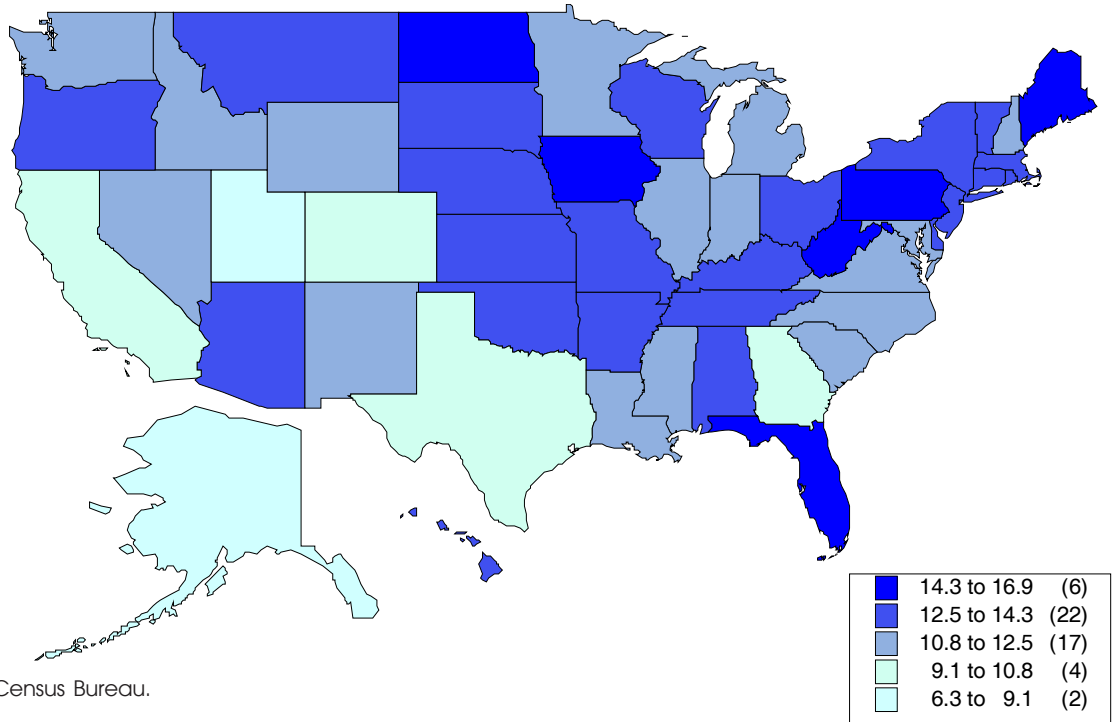 14.3 to 16.9 (6)
12.5 to 14.3 (22)
10.8 to 12.5 (17)
9.1 to 10.8 (4)
6.3 to 9.1 (2)
Census Bureau.